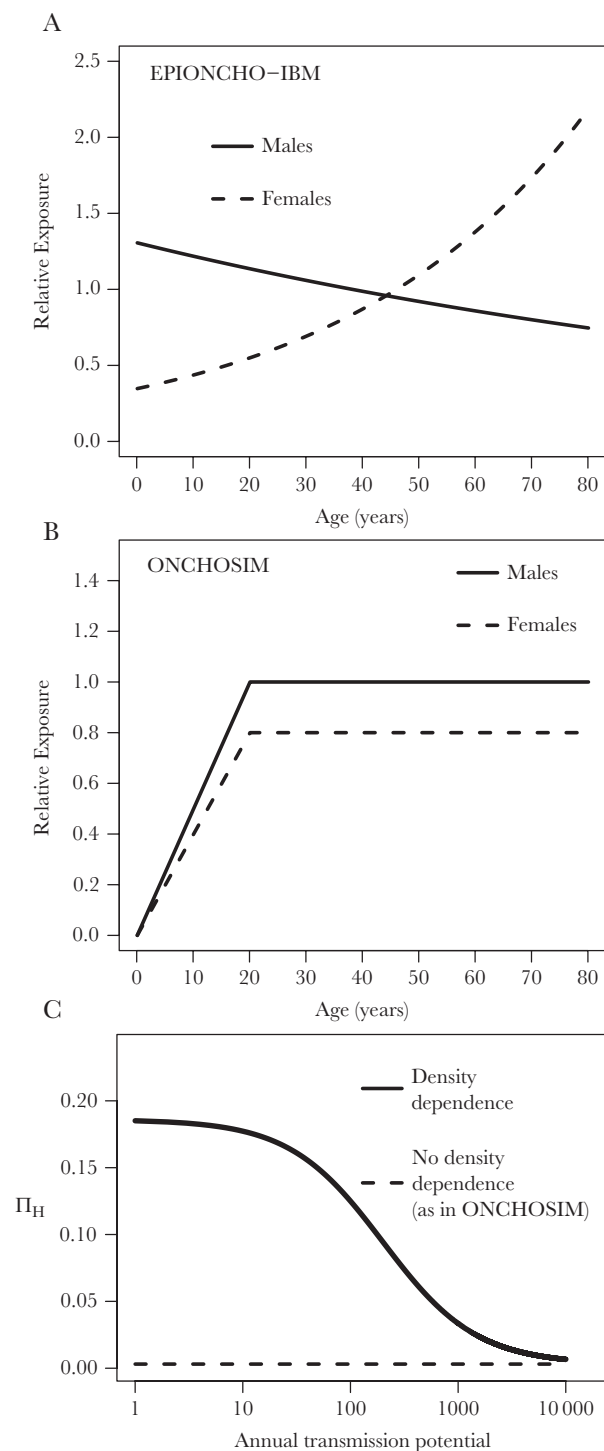 A
EPIONCHO−IBM
Males
Females
Relative Exposure
2.5
2.0
1.5
1.0
0.5
0.0
0 10 20 30 40 50 60 70 80
Age (years)
B
ONCHOSIM
Males
Females
Relative Exposure
1.4
1.2
1.0
0.8
0.6
0.4
0.2
0.0
0 10 20 30 40 50 60 70 80
Age (years)
C
Density
dependence
No density
dependence
(as in ONCHOSIM)
Π_H
0.20
0.15
0.10
0.05
0.00
1 10 100 1000 10 000
Annual transmission potential